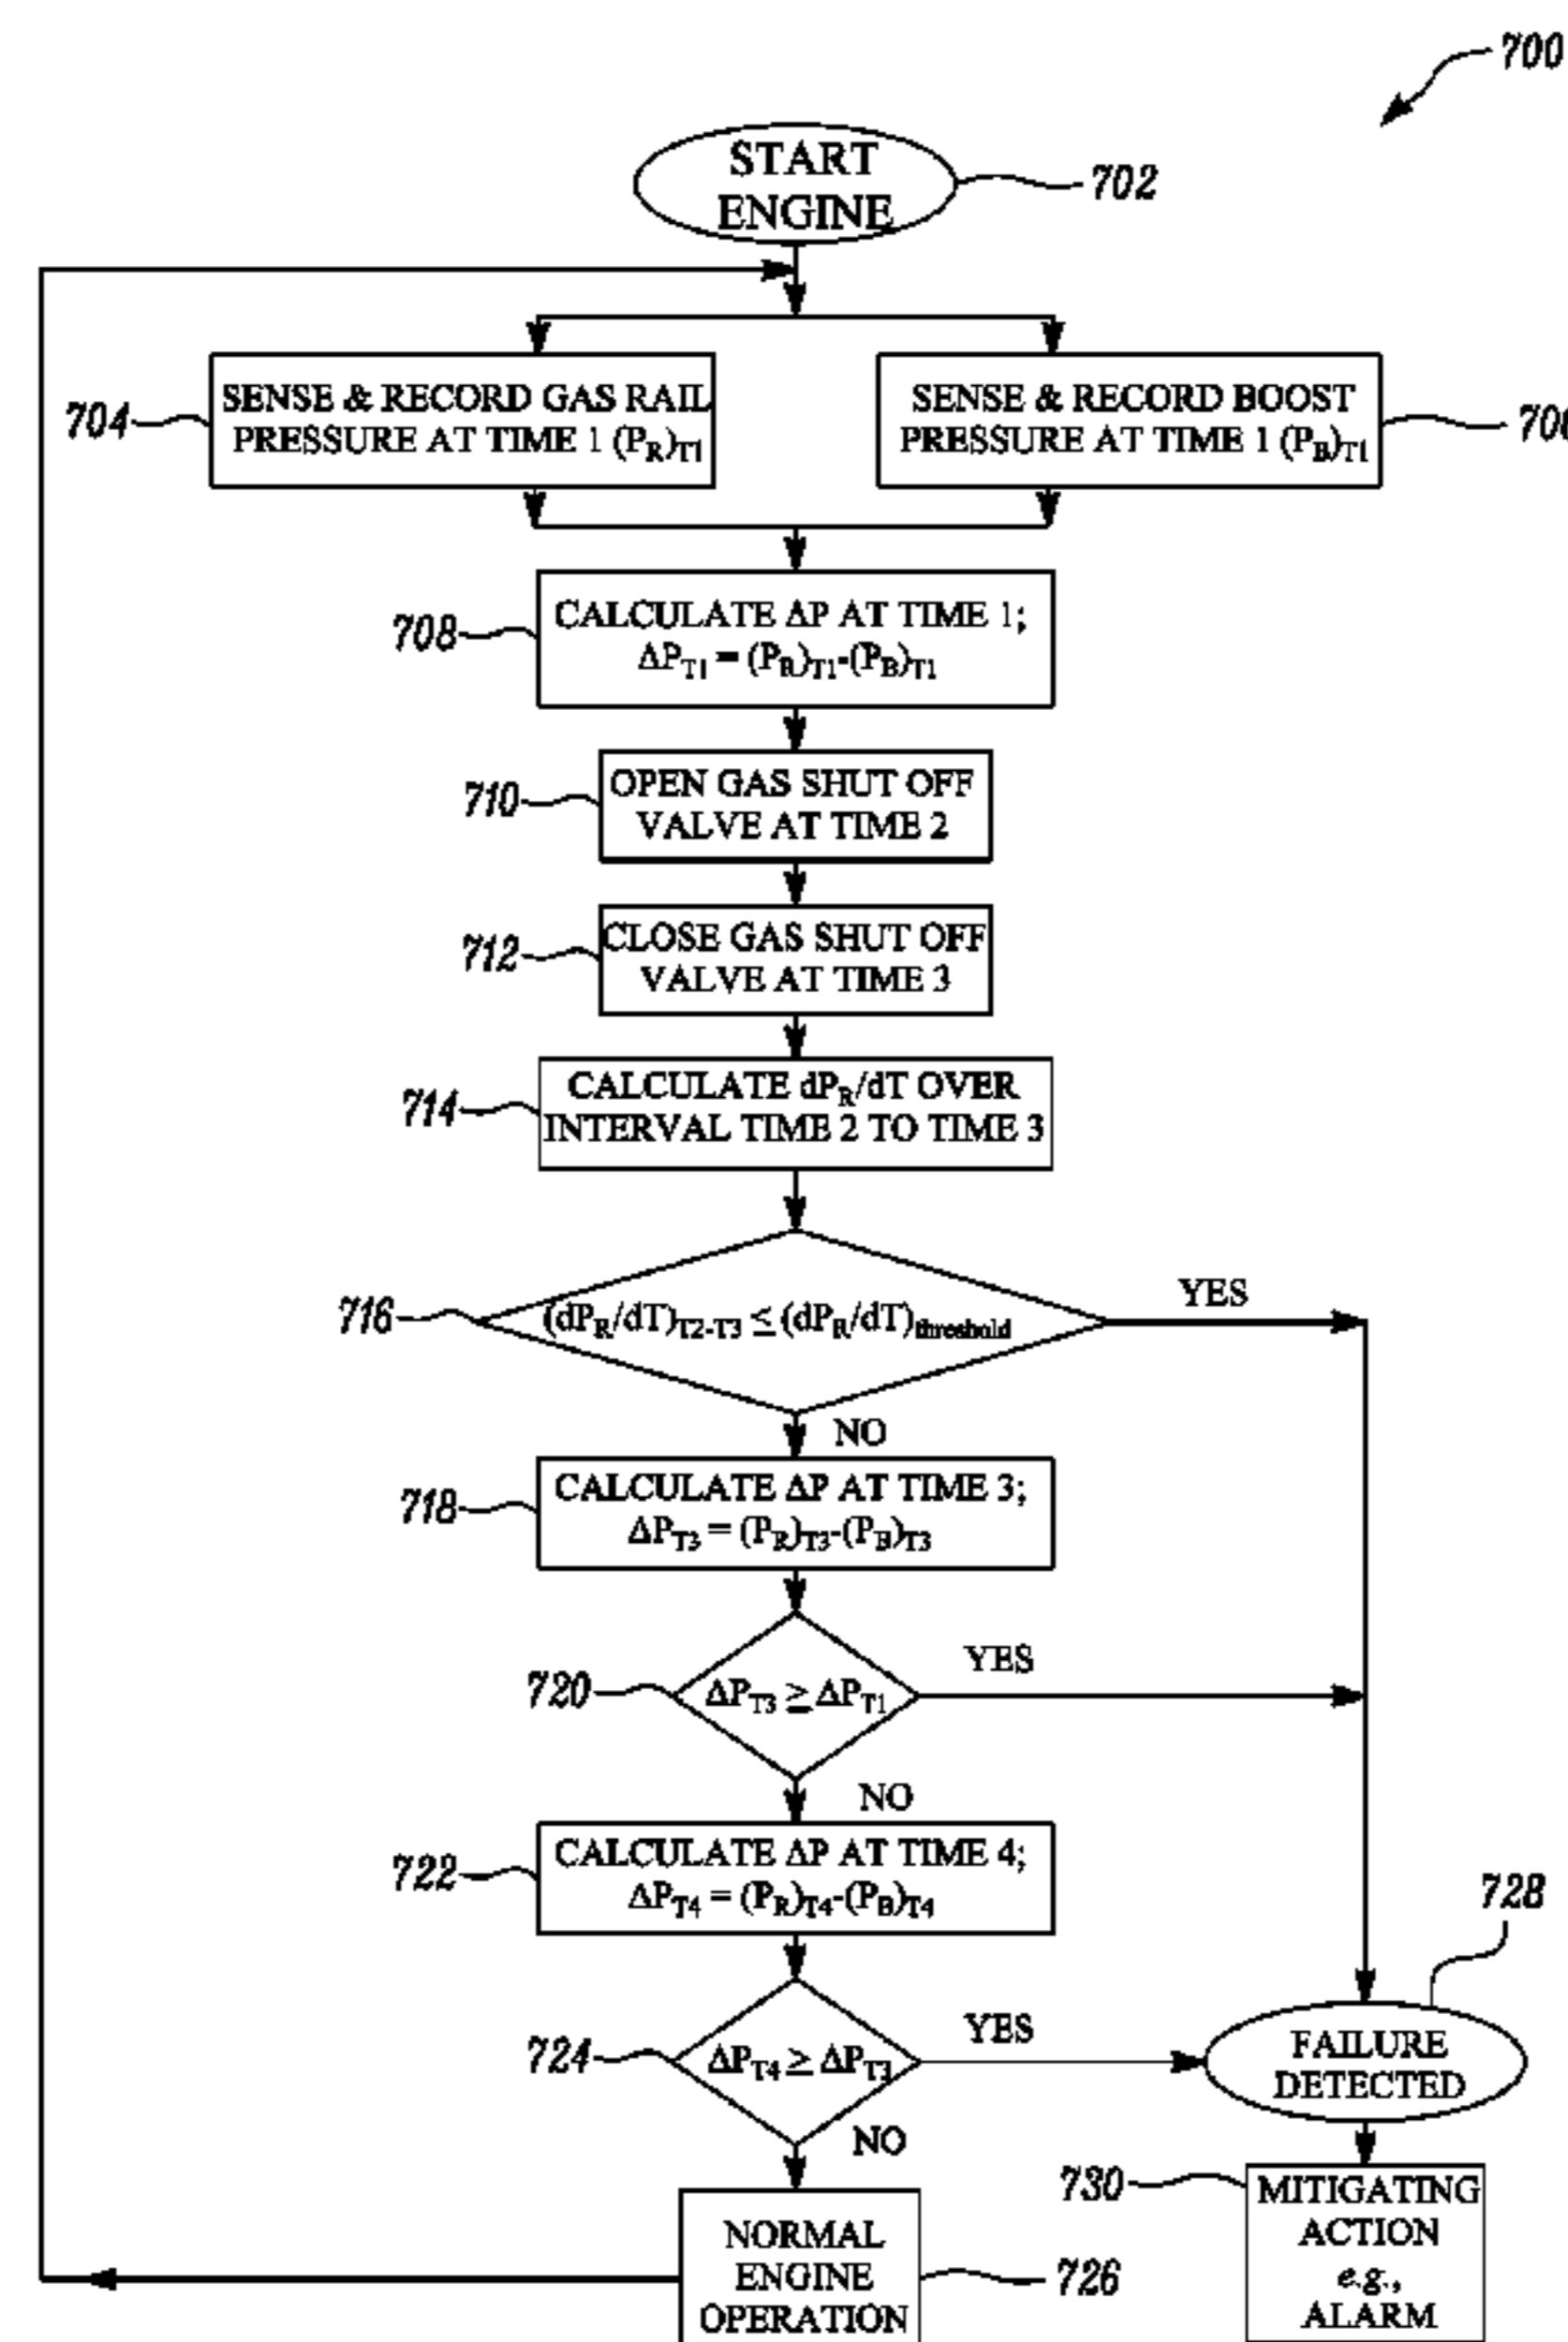 700
START
ENGINE
702
704
SENSE & RECORD GAS RAIL
PRESSURE AT TIME 1 (PR)T1
SENSE & RECORD BOOST
PRESSURE AT TIME 1 (PB)T1
708
CALCULATE ΔP AT TIME 1;
ΔPT1 = (PR)T1-(PB)T1
710
OPEN GAS SHUT OFF
VALVE AT TIME 2
712
CLOSE GAS SHUT OFF
VALVE AT TIME 3
714
CALCULATE dPR/dT OVER
INTERVAL TIME 2 TO TIME 3
716
(dPR/dT)T2-T3 ≤ (dPR/dT)threshold
YES
NO
718
CALCULATE ΔP AT TIME 3;
ΔPT3 = (PR)T3-(PB)T3
720
ΔPT3 ≥ ΔPT1
YES
NO
722
CALCULATE ΔP AT TIME 4;
ΔPT4 = (PR)T4-(PB)T4
724
ΔPT4 ≥ ΔPT3
YES
NO
728
FAILURE
DETECTED
730
MITIGATING
ACTION
e.g.,
ALARM
NORMAL
ENGINE
OPERATION
726